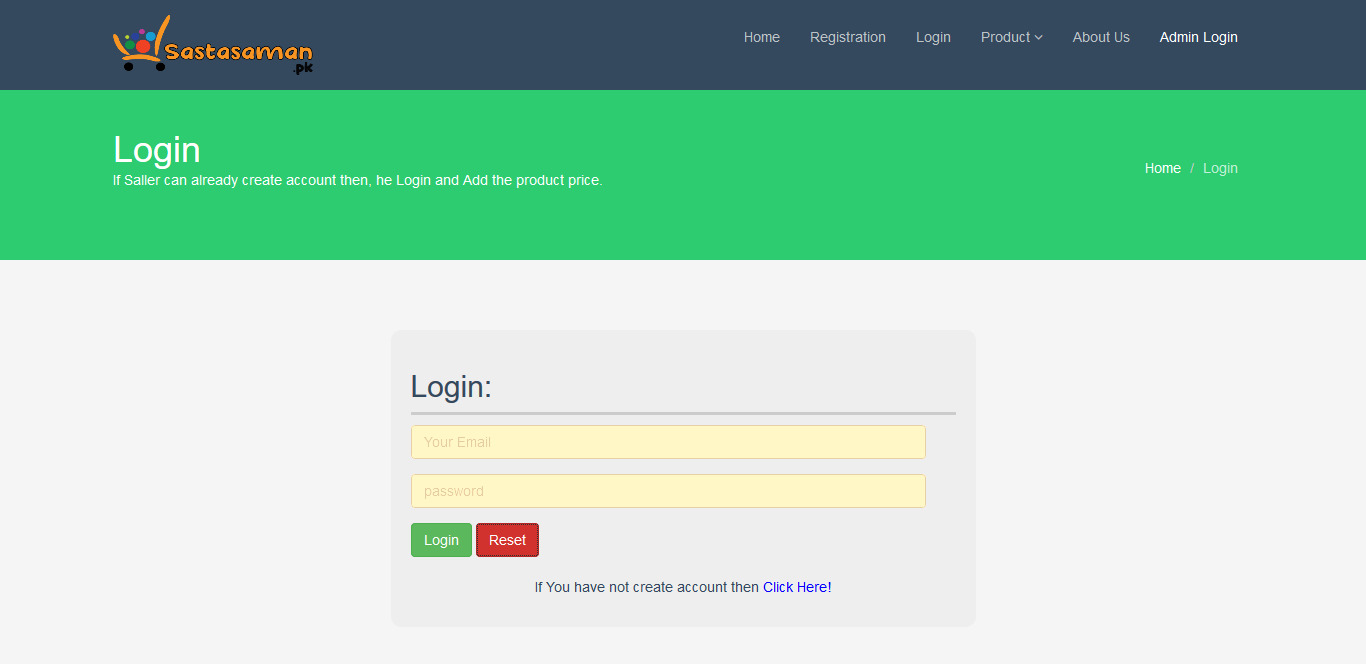 Sastasaman
.pk
Home Registration Login Product About Us Admin Login
Login
If Saller can already create account then, he Login and Add the product price.
Home / Login
Login:
Your Email
password
Login Reset
If You have not create account then Click Here!